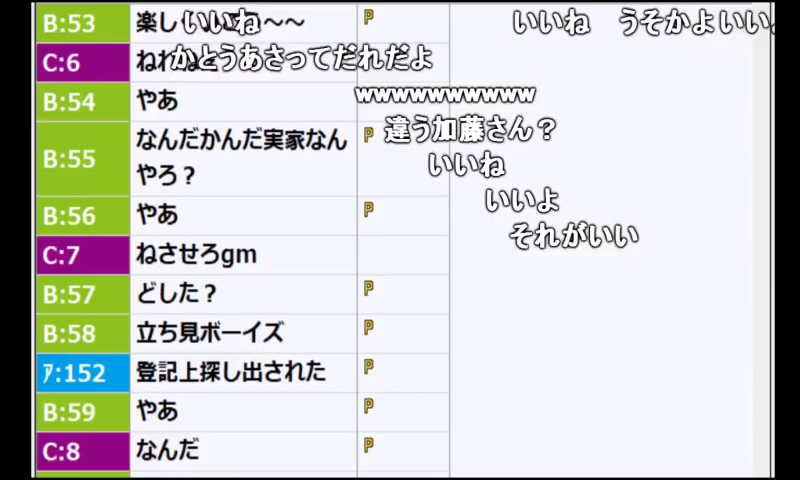 B:53 楽し
いいね
いいね うそかよいい
C:6
かとうあさってだれだよ
B:54 やあ
wwwwwwwwww
違う加藤さん?
B:55 なんだかんだ実家なん
やろ?
いいね
いいよ
B:56 やあ P
それがいい
C:7 ねさせろgm
B:57 どした? P
B:58 立ち見ボーイズ P
ｱ:152 登記上探し出された P
B:59 やあ P
C:8 なんだ P